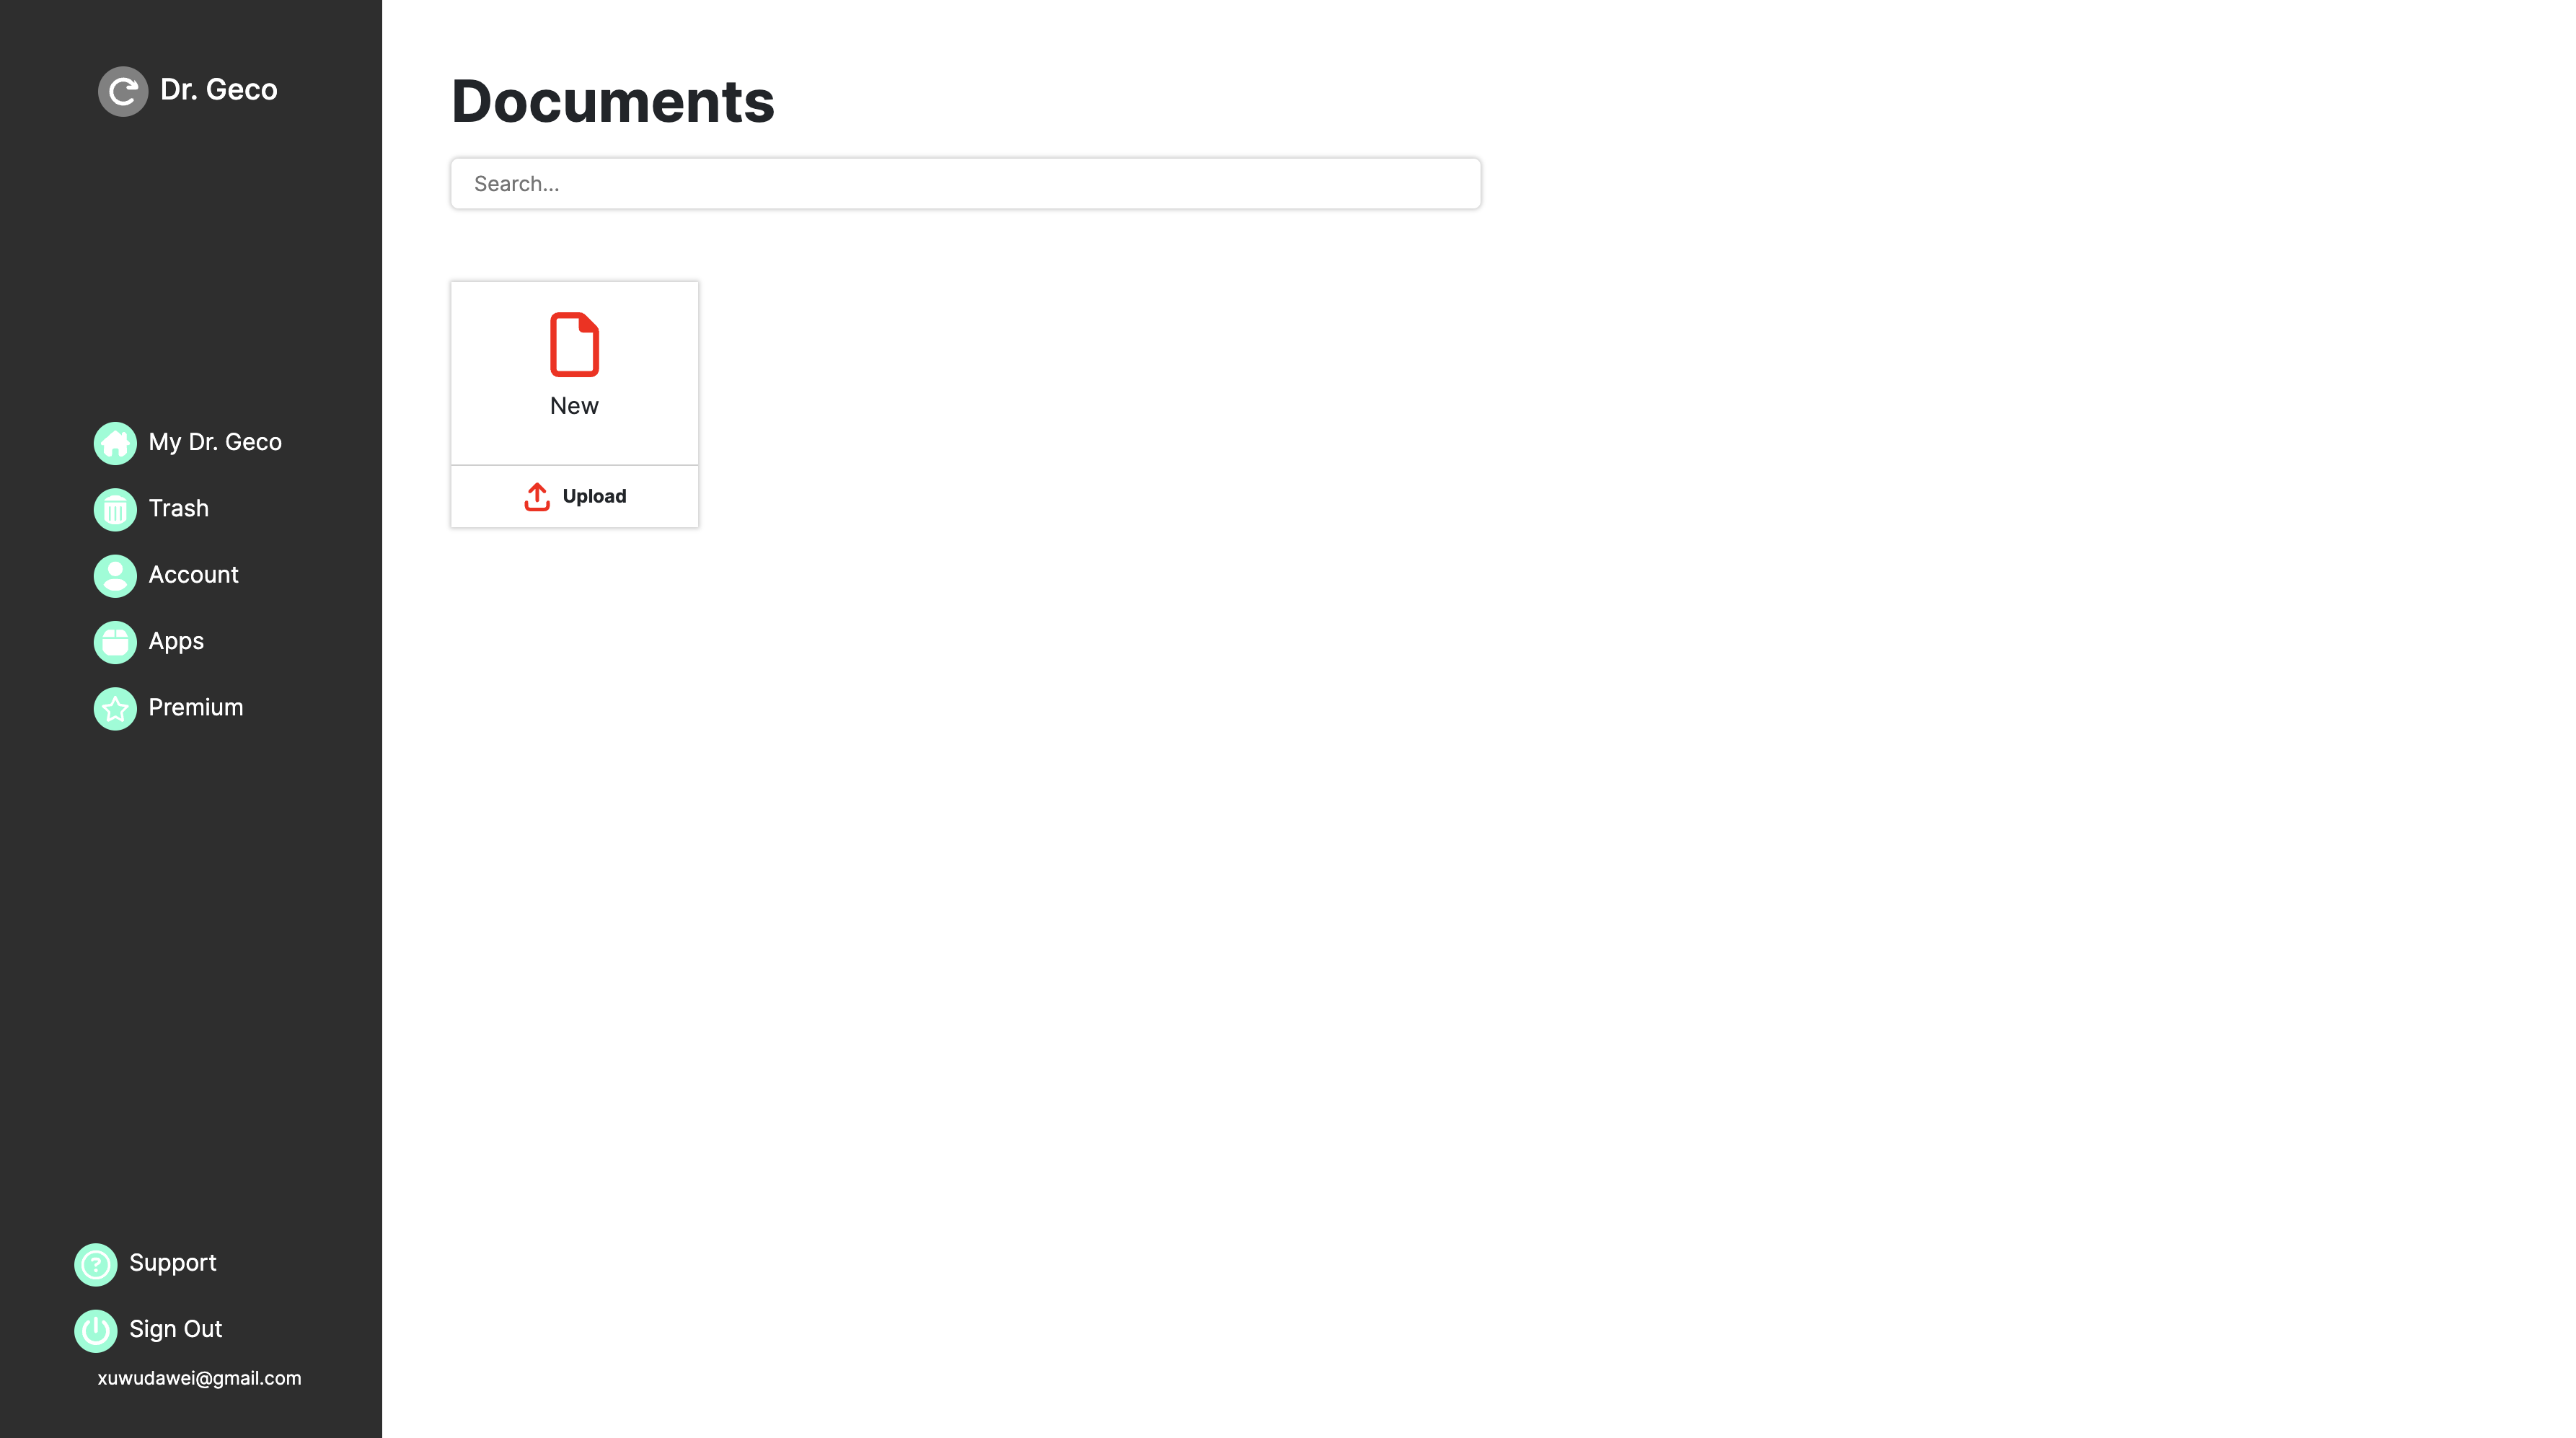 Dr. Geco
My Dr. Geco
Trash
Account
Apps
Premium
Support
Sign Out
xuwudawei@gmail.com
Documents
Search...
New
Upload